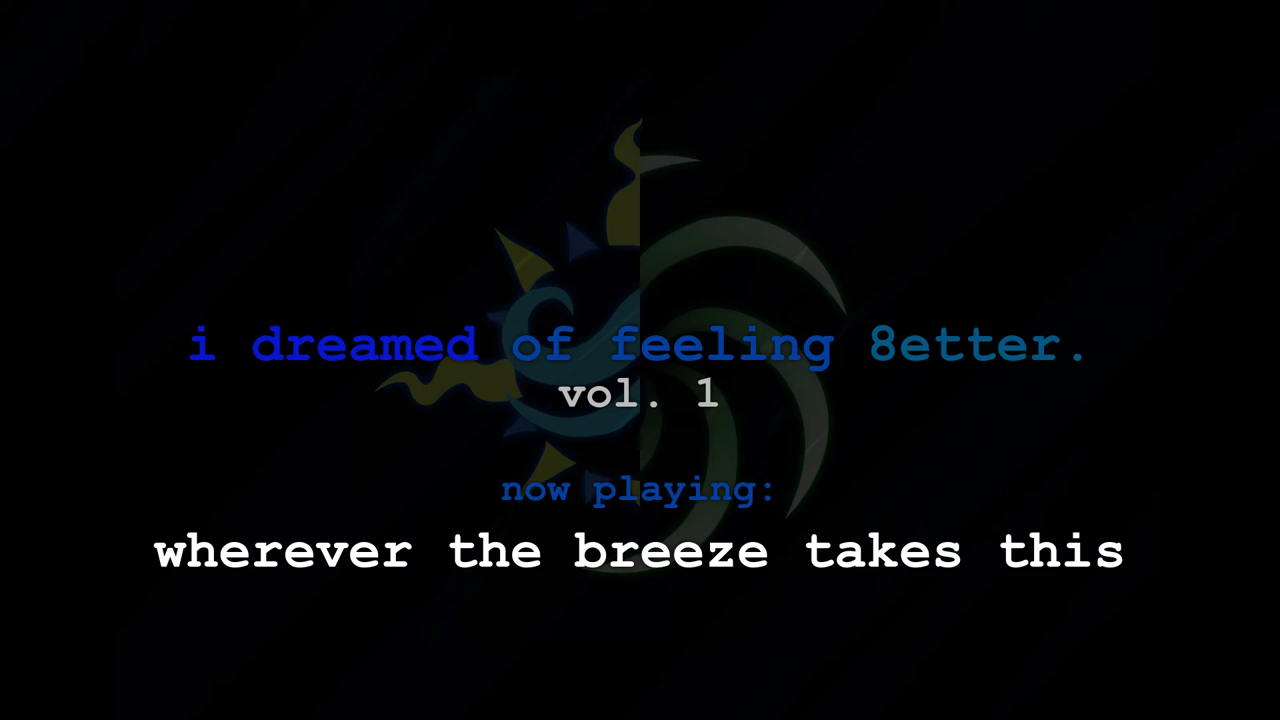 i dreamed of feeling 8etter.
vol. 1
now playing:
wherever the breeze takes this